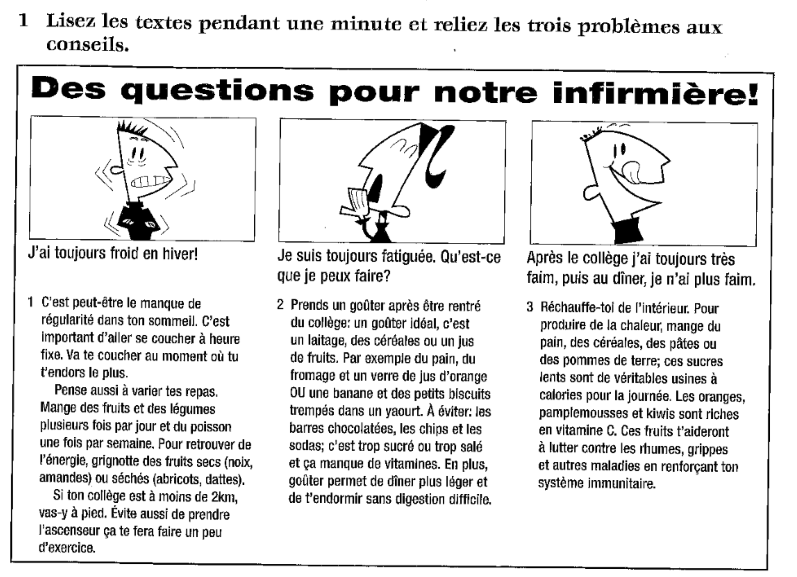 1 Lisez les textes pendant une minute et reliez les trois problèmes aux
conseils.
Des questions pour notre infirmière!
J'ai toujours froid en hiver!
Je suis toujours fatiguée. Qu'est-ce
que je peux faire?
Après le collège j'ai toujours très
faim, puis au dîner, je n'ai plus faim.
1 C'est peut-être le manque de
régularité dans ton sommeil. C'est
important d'aller se coucher à heure
fixe. Va te coucher au moment où tu
t'endors le plus.
Pense aussi à varier tes repas.
Mange des fruits et des légumes
plusieurs fois par jour et du poisson
une fois par semaine. Pour retrouver de
l'énergie, grignotte des fruits secs (noix,
amandes) ou séchés (abricots, dattes).
Si ton collège est à moins de 2km,
vas-y à pied. Évite aussi de prendre
l'ascenseur ça te fera faire un peu
d'exercice.
2 Prends un goûter après être rentré
du collège: un goûter idéal, c'est
un laitage, des céréales ou un jus
de fruits. Par exemple du pain, du
fromage et un verre de jus d'orange
OU une banane et des petits biscuits
trempés dans un yaourt. À éviter: les
barres chocolatées, les chips et les
sodas; c'est trop sucré ou trop salé
et ça manque de vitamines. En plus,
goûter permet de dîner plus léger et
de t'endormir sans digestion difficile.
3 Réchauffe-toi de l'intérieur. Pour
produire de la chaleur, mange du
pain, des céréales, des pâtes ou
des pommes de terre; ces sucres
lents sont de véritables usines à
calories pour la journée. Les oranges,
pamplemousses et kiwis sont riches
en vitamine C. Ces fruits t'aideront
à lutter contre les rhumes, grippes
et autres maladies en renforçant ton
système immunitaire.